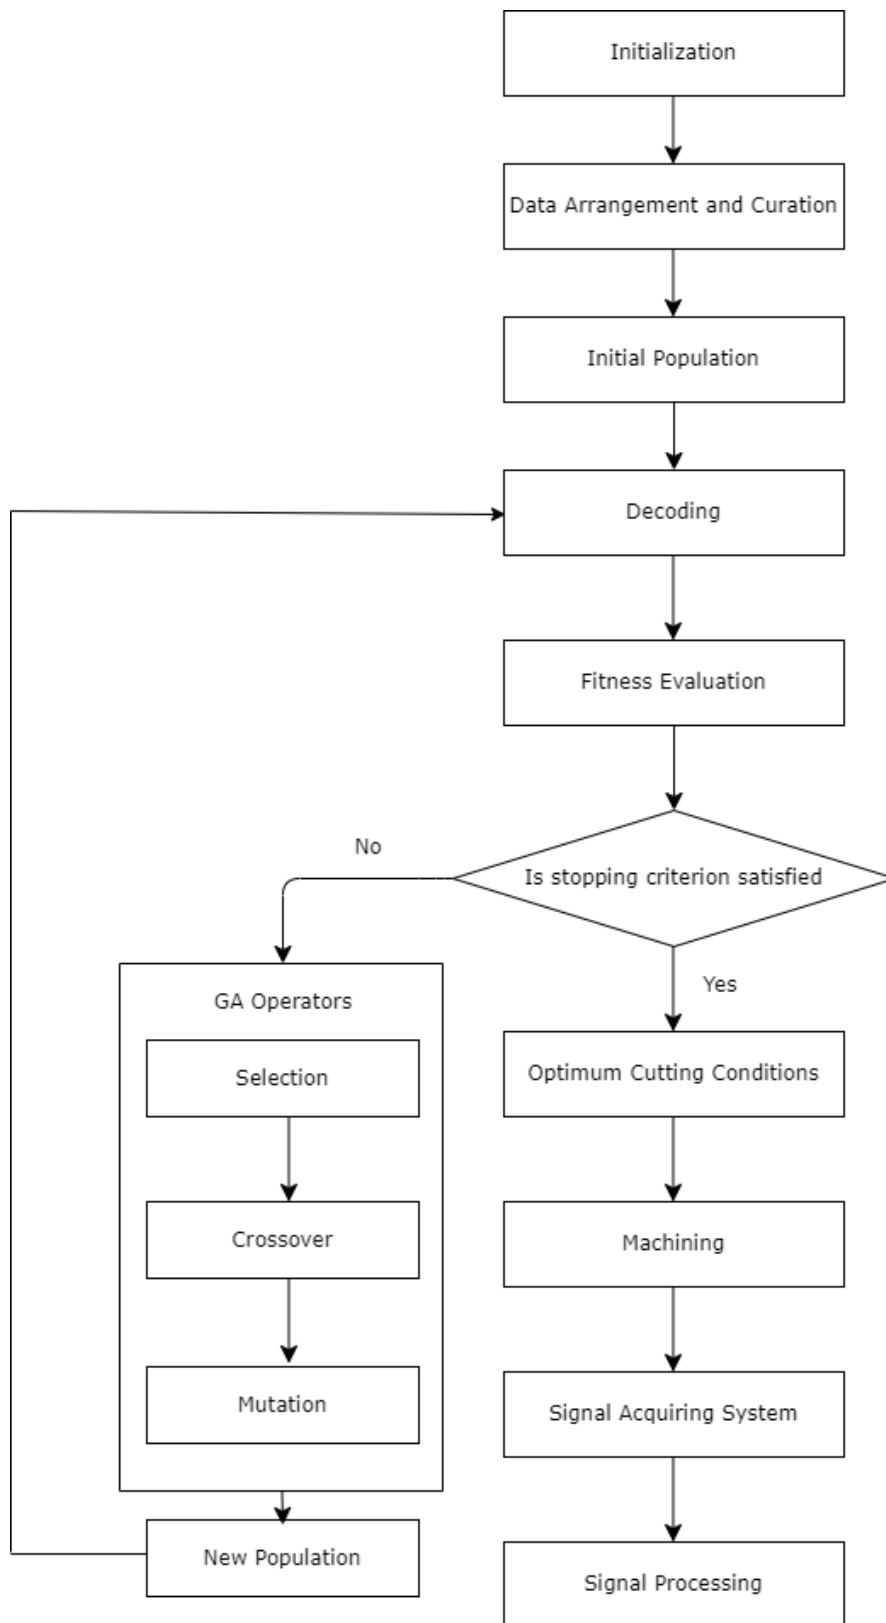 Initialization
Data Arrangement and Curation
Initial Population
Decoding
Fitness Evaluation
Is stopping criterion satisfied
No
Yes
GA Operators
Selection
Crossover
Mutation
New Population
Optimum Cutting Conditions
Machining
Signal Acquiring System
Signal Processing